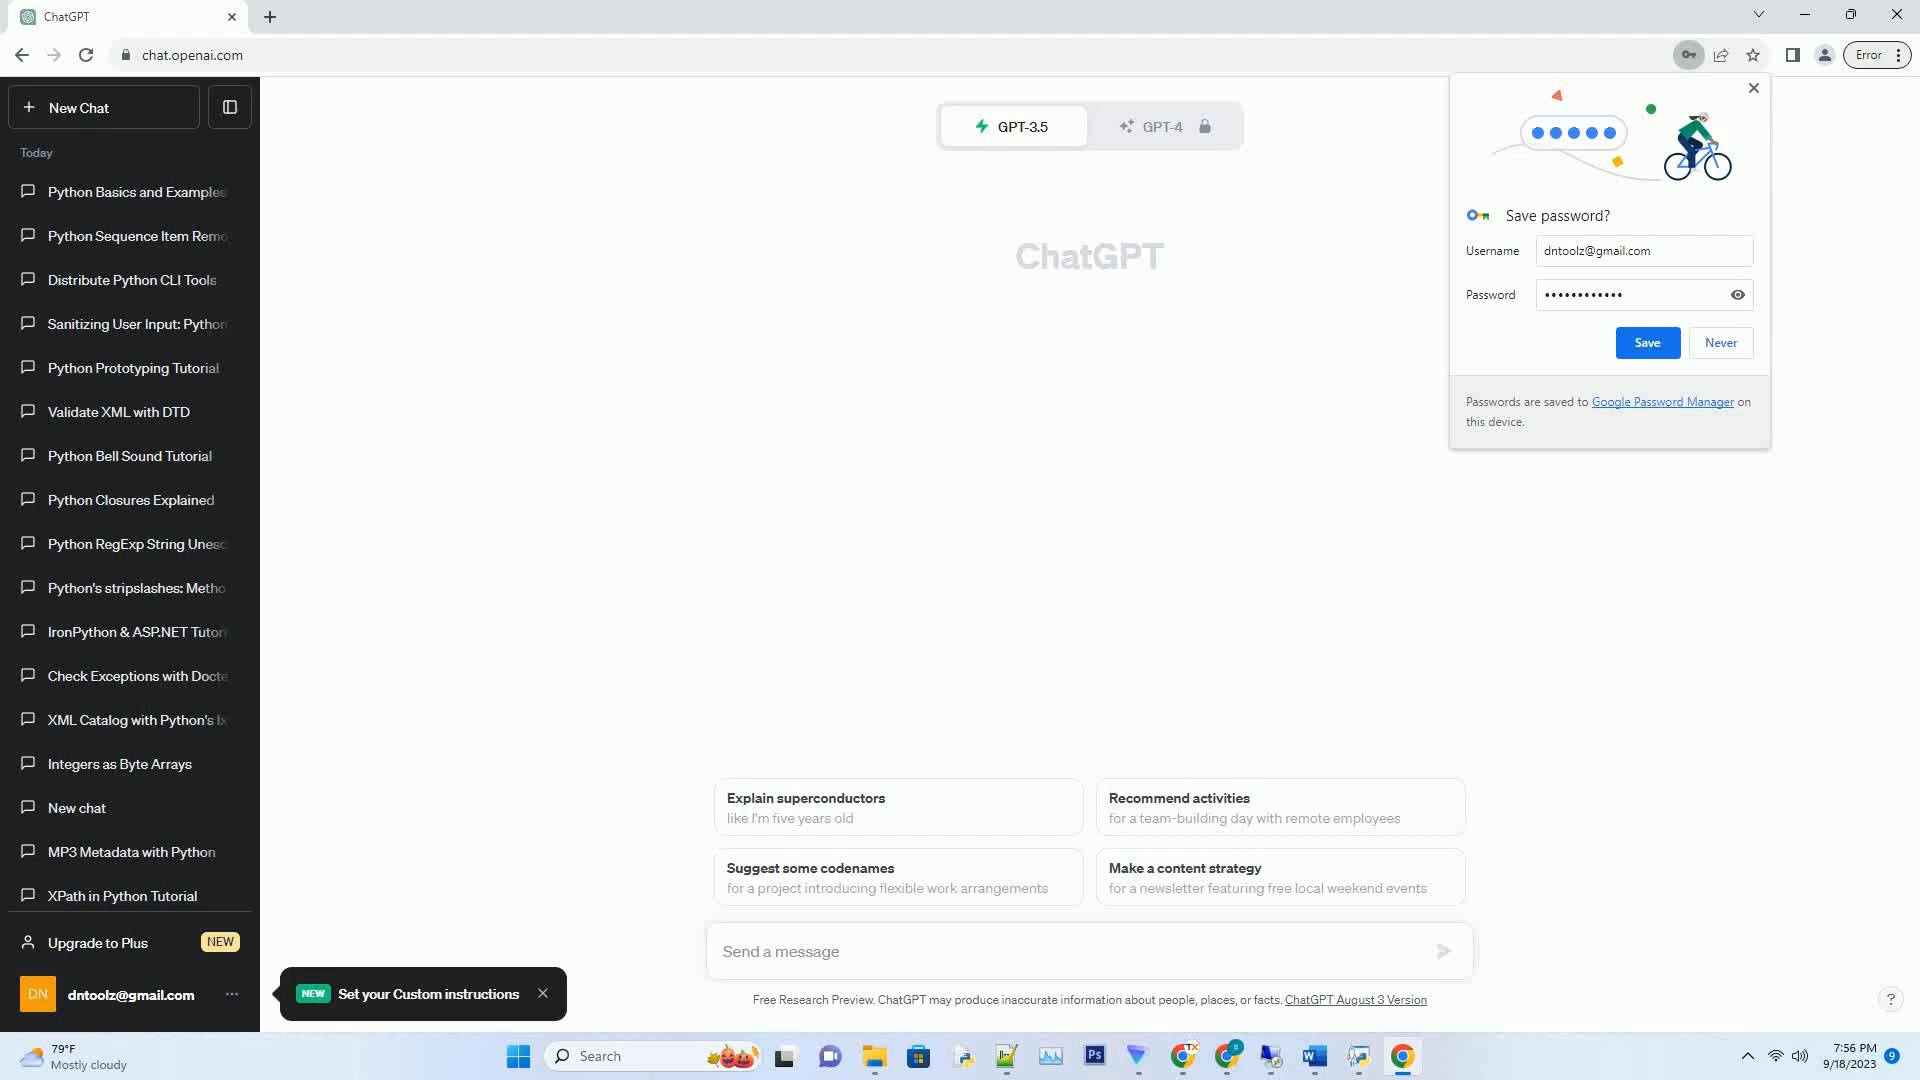 ChatGPT
chat.openai.com
Error
New Chat
Today
Python Basics and Examples
Python Sequence Item Remo
Distribute Python CLI Tools
Sanitizing User Input: Python
Python Prototyping Tutorial
Validate XML with DTD
Python Bell Sound Tutorial
Python Closures Explained
Python RegExp String Unesc
Python's stripslashes: Metho
IronPython & ASP.NET Tutori
Check Exceptions with Docte
XML Catalog with Python's lx
Integers as Byte Arrays
New chat
MP3 Metadata with Python
XPath in Python Tutorial
Upgrade to Plus NEW
DN dntoolz@gmail.com
NEW Set your Custom instructions
GPT-3.5 GPT-4
ChatGPT
Save password?
Username dntoolz@gmail.com
Password ••••••••••••
Save Never
Passwords are saved to Google Password Manager on
this device.
Explain superconductors
like I'm five years old
Recommend activities
for a team-building day with remote employees
Suggest some codenames
for a project introducing flexible work arrangements
Make a content strategy
for a newsletter featuring free local weekend events
Send a message
Free Research Preview. ChatGPT may produce inaccurate information about people, places, or facts. ChatGPT August 3 Version
?
79°F
Mostly cloudy
Search
Ps
TX
S
W
7:56 PM
9/18/2023
9